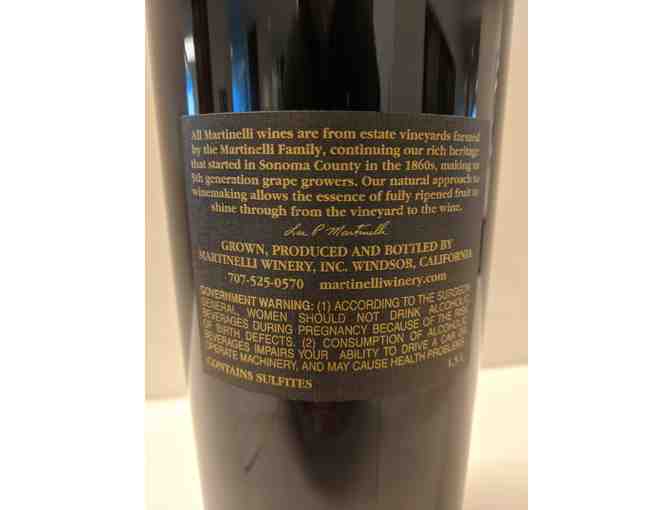 All Martinelli wines are from estate vineyards farmed
by the Martinelli Family, continuing our rich heritage
that started in Sonoma County in the 1860s, making us
5th generation grape growers. Our natural approach to
winemaking allows the essence of fully ripened fruit to
shine through from the vineyard to the wine.
Lee P Martinelli
GROWN, PRODUCED AND BOTTLED BY
MARTINELLI WINERY, INC. WINDSOR, CALIFORNIA
707-525-0570 martinelliwinery.com
GOVERNMENT WARNING: (1) ACCORDING TO THE SURGEON
GENERAL, WOMEN SHOULD NOT DRINK ALCOHOLIC
BEVERAGES DURING PREGNANCY BECAUSE OF THE RISK
OF BIRTH DEFECTS. (2) CONSUMPTION OF ALCOHOLIC
BEVERAGES IMPAIRS YOUR ABILITY TO DRIVE A CAR OR
OPERATE MACHINERY, AND MAY CAUSE HEALTH PROBLEMS.
CONTAINS SULFITES 1.5 L